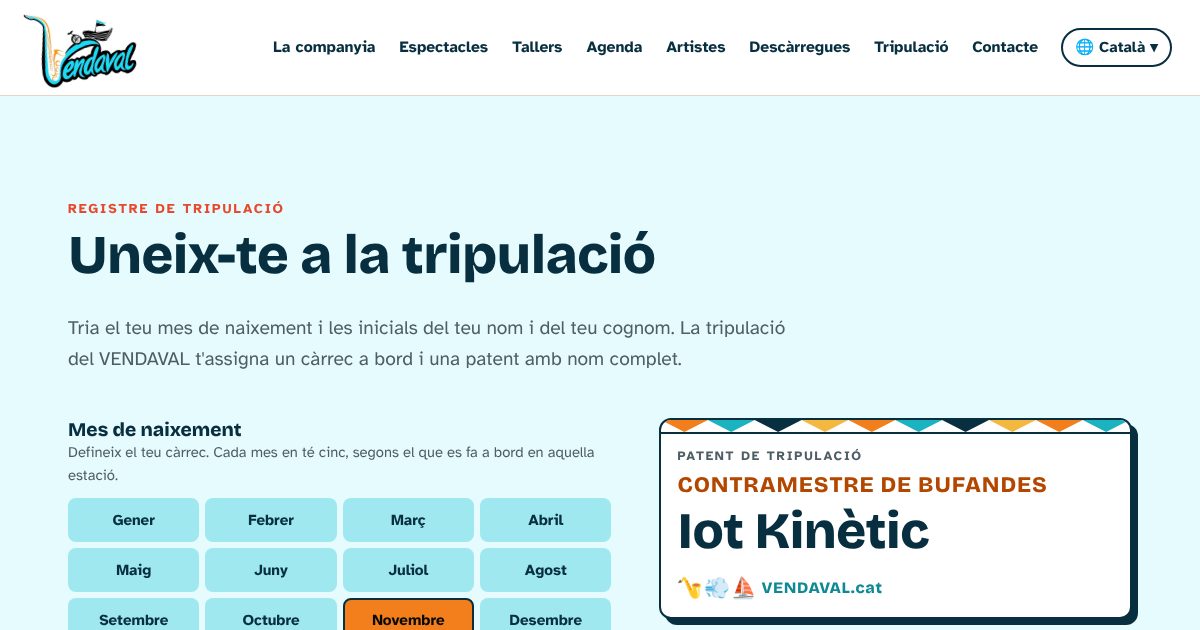 Vendaval
La companyia Espectacles Tallers Agenda Artistes Descàrregues Tripulació Contacte Català ▾
REGISTRE DE TRIPULACIÓ
Uneix-te a la tripulació
Tria el teu mes de naixement i les inicials del teu nom i del teu cognom. La tripulació
del VENDAVAL t'assigna un càrrec a bord i una patent amb nom complet.
Mes de naixement
Defineix el teu càrrec. Cada mes en té cinc, segons el que es fa a bord en aquella
estació.
Gener Febrer Març Abril
Maig Juny Juliol Agost
Setembre Octubre Novembre Desembre
PATENT DE TRIPULACIÓ
CONTRAMESTRE DE BUFANDES
Iot Kinètic
VENDAVAL.cat